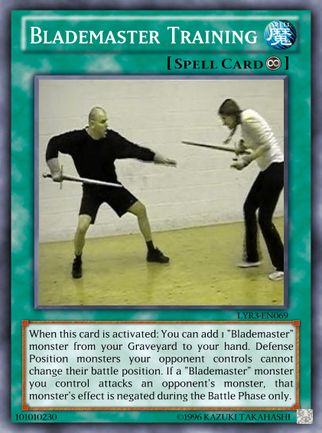 BLADEMASTER TRAINING
SPELL
魔
[SPELL CARD∞]
LYR3-EN069
When this card is activated: You can add 1 "Blademaster"
monster from your Graveyard to your hand. Defense
Position monsters your opponent controls cannot
change their battle position. If a "Blademaster" monster
you control attacks an opponent's monster, that
monster's effect is negated during the Battle Phase only.
101010230
©1996 KAZUKI TAKAHASHI